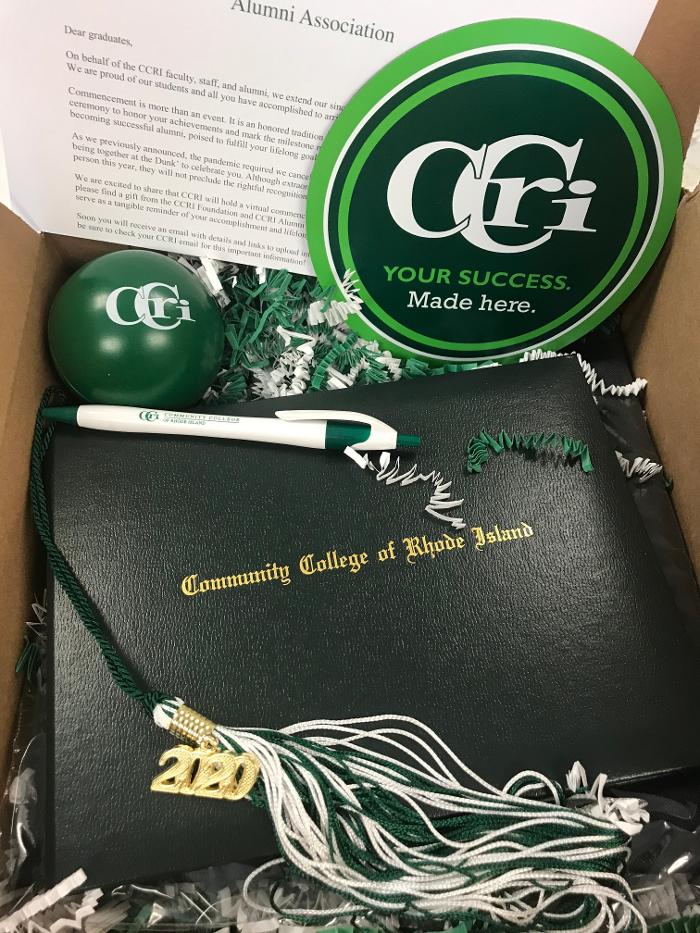 Alumni Association
Dear graduates,
On behalf of the CCRI faculty, staff, and alumni, we extend our
We are proud of our students and all you have accomplished to
Commencement is more than an event. It is an honored tradition
ceremony to honor your achievements and mark the milestone
becoming successful alumni, poised to fulfill your lifelong
As we previously announced, the pandemic required we
being together at the Dunk' to celebrate you. Although
person this year, they will not preclude the rightful
We are excited to share that CCRI will hold a virtual
please find a gift from the CCRI Foundation and CCRI Alumni
serve as a tangible reminder of your accomplishment and
Soon you will receive an email with details and links to upload
be sure to check your CCRI email for this important information!
CCri
YOUR SUCCESS.
Made here.
CCri
CCri COMMUNITY COLLEGE
OF RHODE ISLAND
Community College of Rhode Island
2020